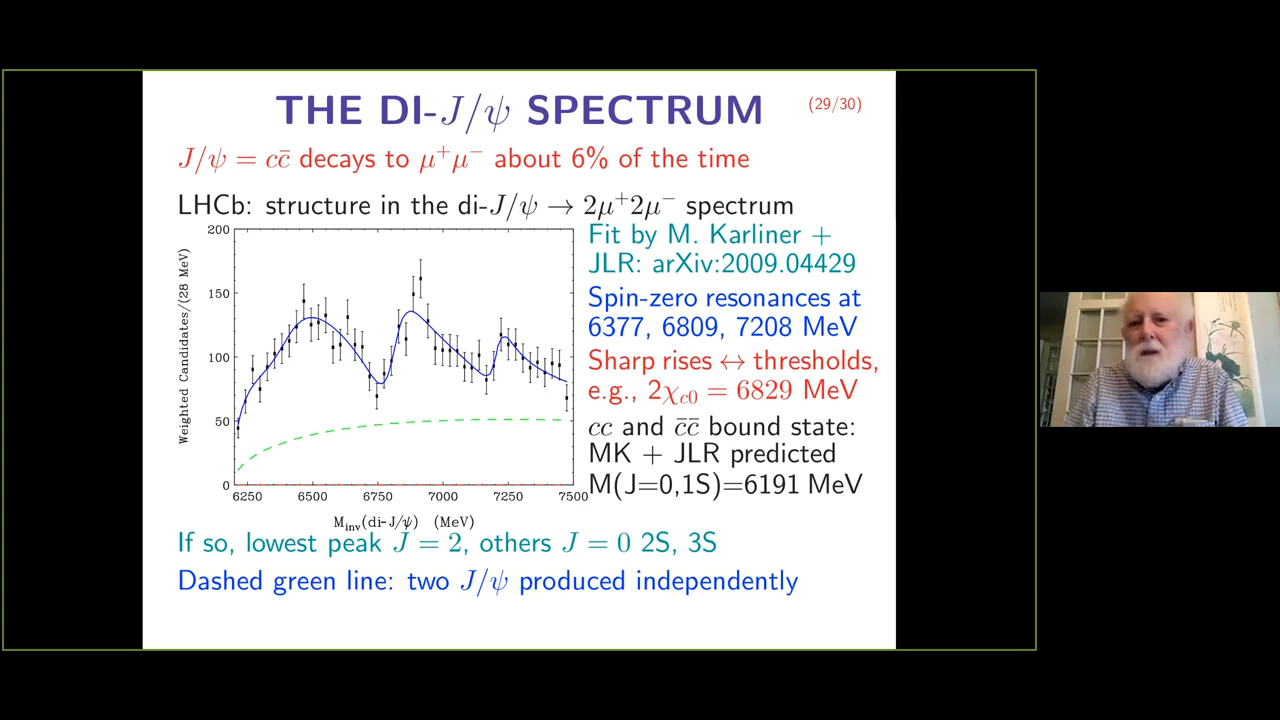 THE DI-J/ψ SPECTRUM
(29/30)
J/ψ = cc̄ decays to μ⁺μ⁻ about 6% of the time
LHCb: structure in the di-J/ψ → 2μ⁺2μ⁻ spectrum
Fit by M. Karliner +
JLR: arXiv:2009.04429
Spin-zero resonances at
6377, 6809, 7208 MeV
Sharp rises ↔ thresholds,
e.g., 2χc0 = 6829 MeV
cc and c̄c̄ bound state:
MK + JLR predicted
M(J=0,1S)=6191 MeV
Weighted Candidates/(28 MeV)
200
150
100
50
0
6250 6500 6750 7000 7250 7500
Minv(di-J/ψ) (MeV)
If so, lowest peak J = 2, others J = 0 2S, 3S
Dashed green line: two J/ψ produced independently